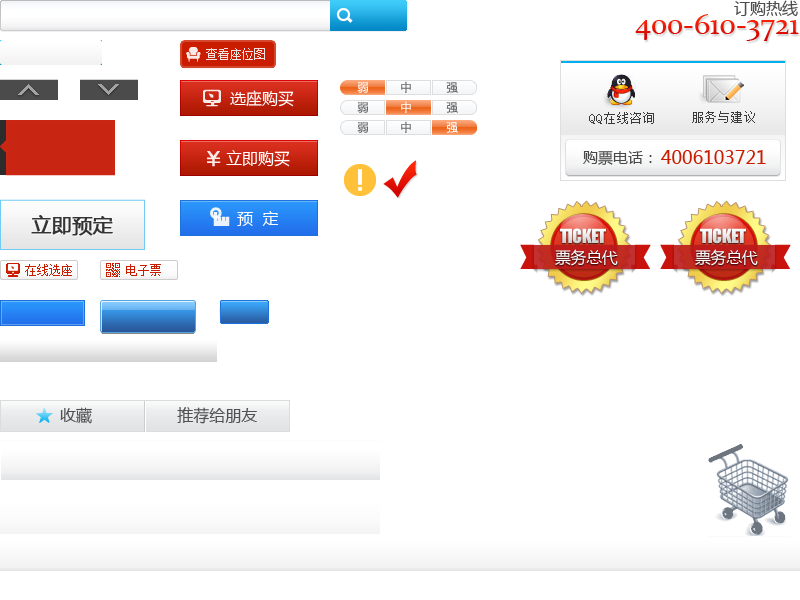 订购热线
400-610-3721
查看座位图
选座购买
弱 中 强
弱 中 强
弱 中 强
QQ在线咨询
服务与建议
¥ 立即购买
购票电话： 4006103721
立即预定
预 定
TICKET
票务总代
TICKET
票务总代
在线选座
电子票
收藏
推荐给朋友